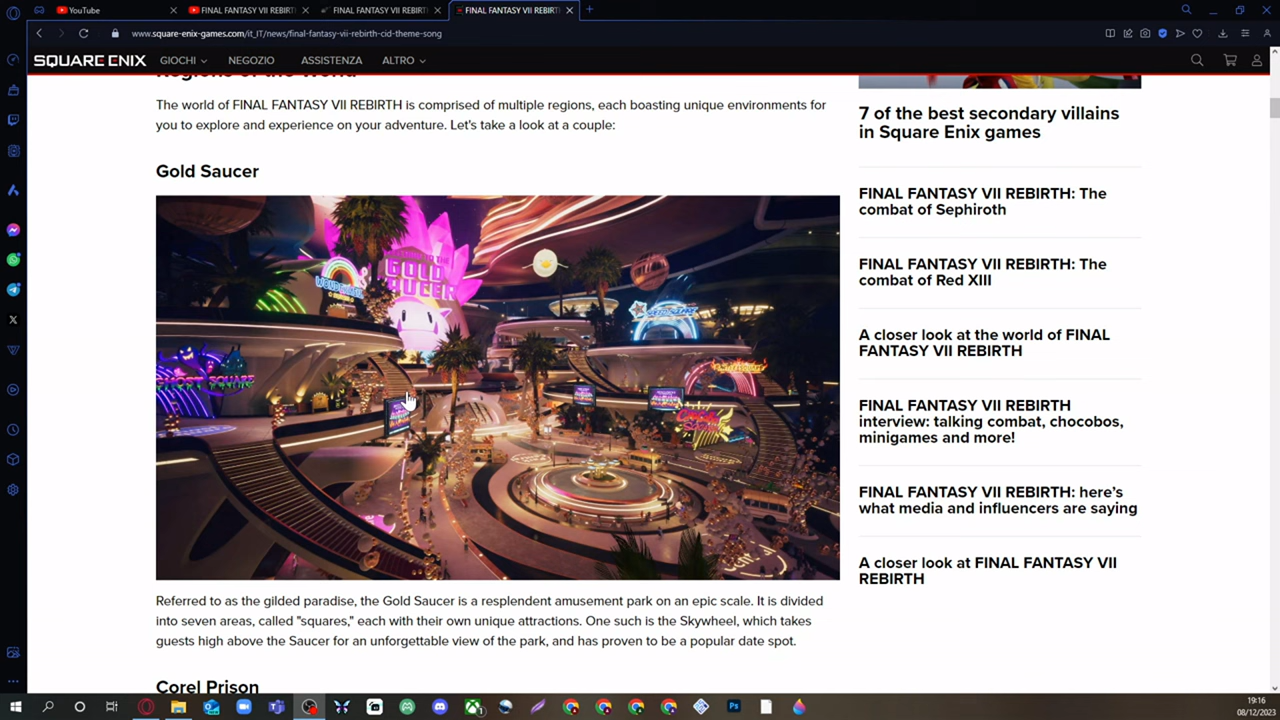 YouTube
FINAL FANTASY VII REBIRT
FINAL FANTASY VII REBIRT
FINAL FANTASY VII REBIRT
www.square-enix-games.com/it_IT/news/final-fantasy-vii-rebirth-cid-theme-song
SQUARE ENIX
GIOCHI
NEGOZIO
ASSISTENZA
ALTRO
Regions of the World
The world of FINAL FANTASY VII REBIRTH is comprised of multiple regions, each boasting unique environments for
you to explore and experience on your adventure. Let's take a look at a couple:
Gold Saucer
GOLD
SAUCER
Referred to as the gilded paradise, the Gold Saucer is a resplendent amusement park on an epic scale. It is divided
into seven areas, called "squares," each with their own unique attractions. One such is the Skywheel, which takes
guests high above the Saucer for an unforgettable view of the park, and has proven to be a popular date spot.
Corel Prison
7 of the best secondary villains
in Square Enix games
FINAL FANTASY VII REBIRTH: The
combat of Sephiroth
FINAL FANTASY VII REBIRTH: The
combat of Red XIII
A closer look at the world of FINAL
FANTASY VII REBIRTH
FINAL FANTASY VII REBIRTH
interview: talking combat, chocobos,
minigames and more!
FINAL FANTASY VII REBIRTH: here's
what media and influencers are saying
A closer look at FINAL FANTASY VII
REBIRTH
19:16
08/12/2023